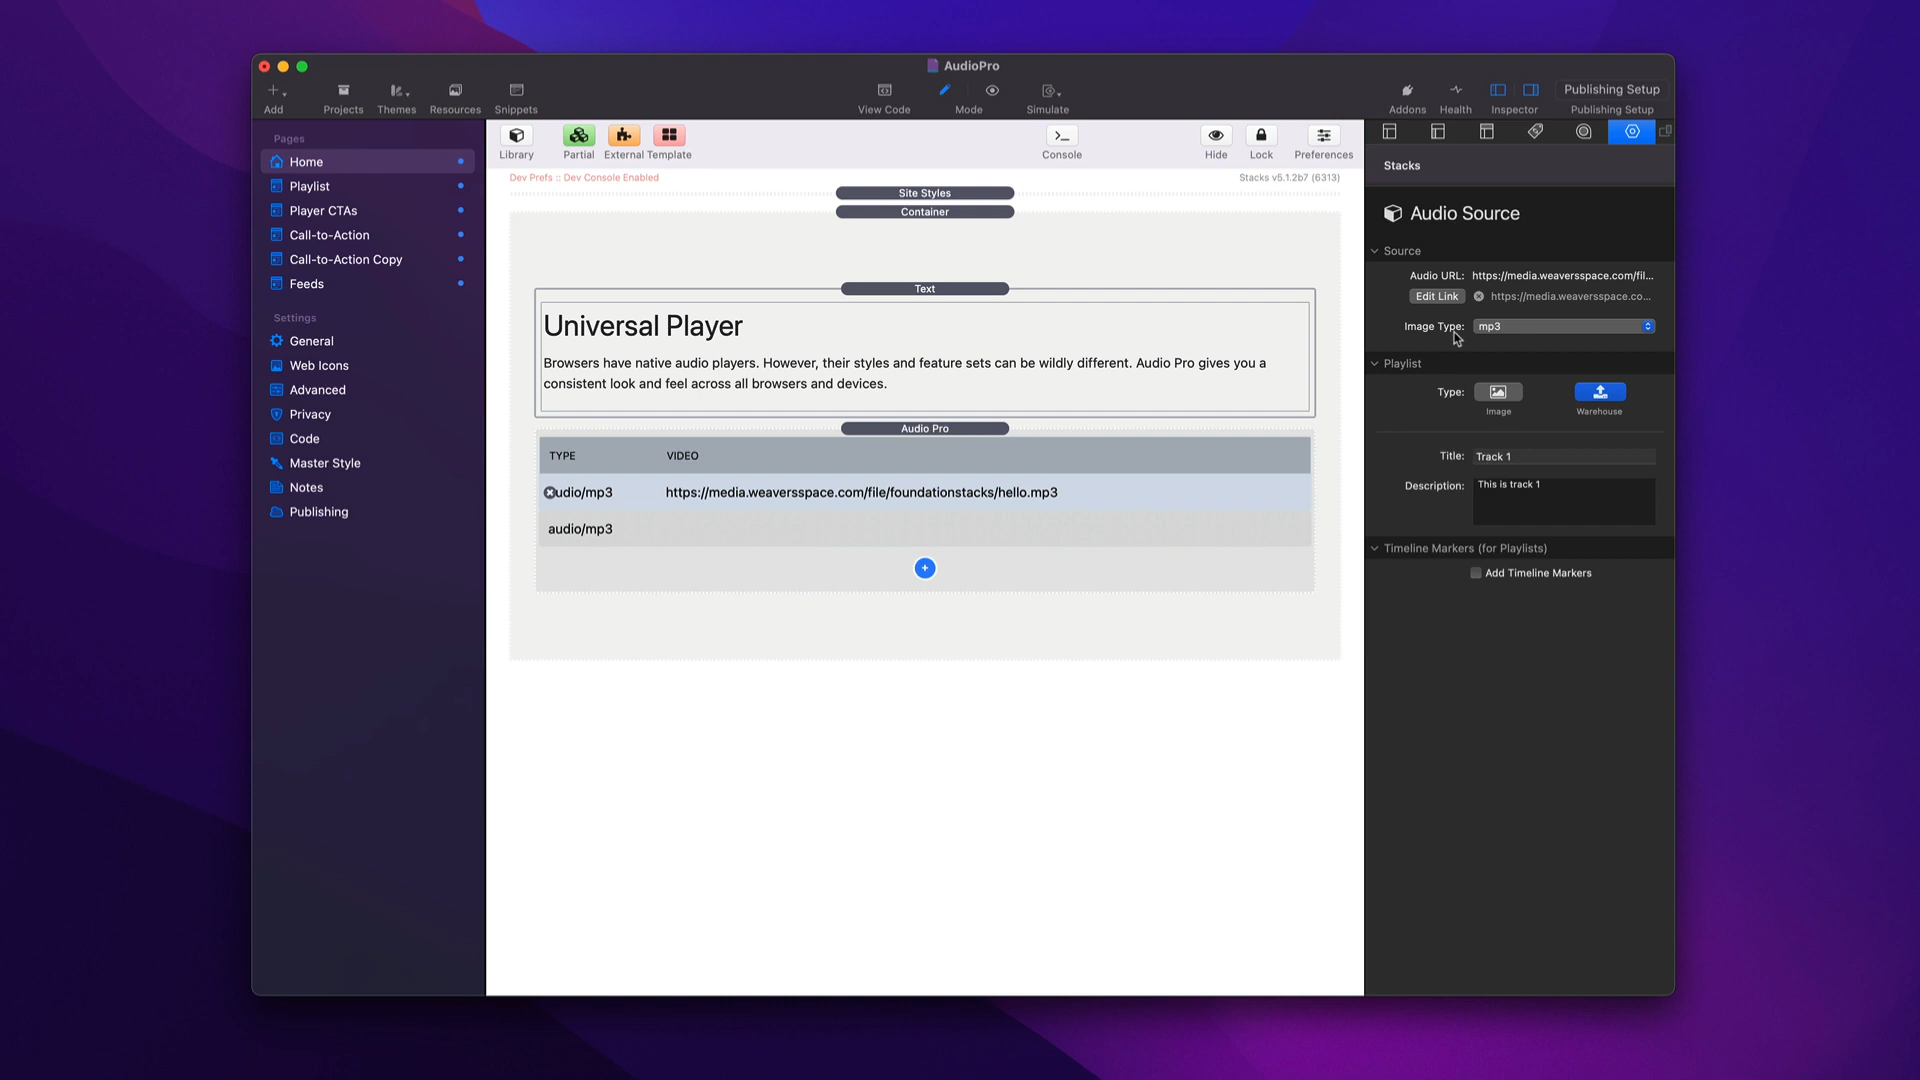 AudioPro
Add
Projects
Themes
Resources
Snippets
View Code
Mode
Simulate
Addons
Health
Inspector
Publishing Setup
Publishing Setup
Pages
Home
Playlist
Player CTAs
Call-to-Action
Call-to-Action Copy
Feeds
Settings
General
Web Icons
Advanced
Privacy
Code
Master Style
Notes
Publishing
Library
Partial
External
Template
Console
Hide
Lock
Preferences
Dev Prefs :: Dev Console Enabled
Stacks v5.1.2b7 (6313)
Site Styles
Container
Text
Universal Player
Browsers have native audio players. However, their styles and feature sets can be wildly different. Audio Pro gives you a
consistent look and feel across all browsers and devices.
Audio Pro
TYPE VIDEO
udio/mp3 https://media.weaversspace.com/file/foundationstacks/hello.mp3
audio/mp3
Stacks
Audio Source
Source
Audio URL: https://media.weaversspace.com/fil...
Edit Link https://media.weaversspace.co...
Image Type: mp3
Playlist
Type:
Image
Warehouse
Title: Track 1
Description: This is track 1
Timeline Markers (for Playlists)
Add Timeline Markers